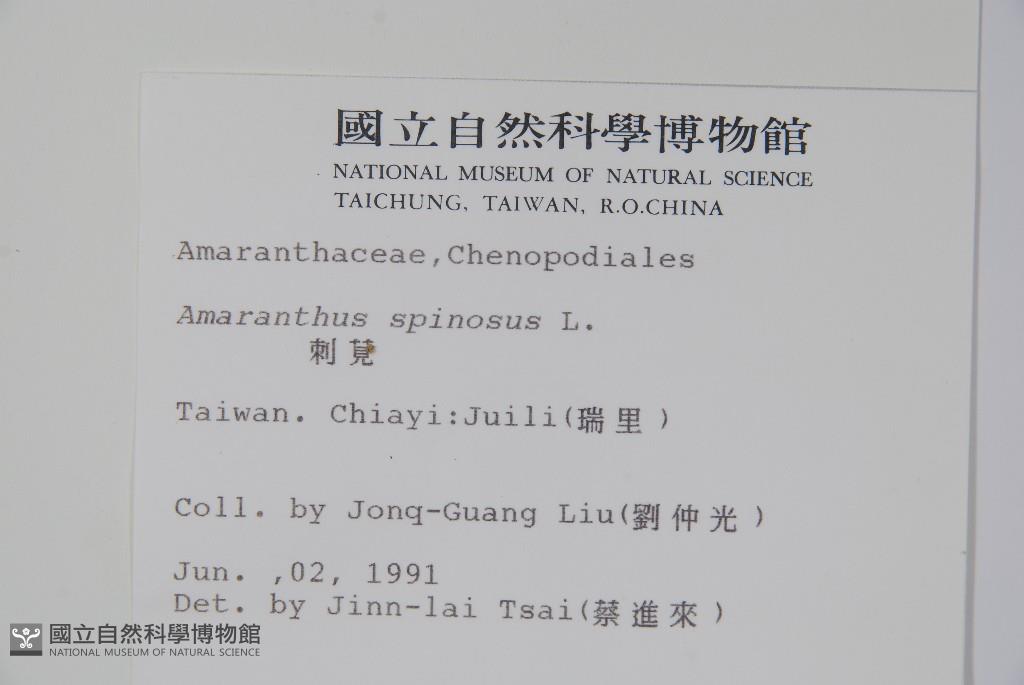 國立自然科學博物館
NATIONAL MUSEUM OF NATURAL SCIENCE
TAICHUNG, TAIWAN, R.O.CHINA
Amaranthaceae,Chenopodiales
Amaranthus spinosus L.
刺莧
Taiwan. Chiayi:Juili(瑞里)
Coll. by Jonq-Guang Liu(劉仲光)
Jun. ,02, 1991
Det. by Jinn-lai Tsai(蔡進來)
國立自然科學博物館
NATIONAL MUSEUM OF NATURAL SCIENCE